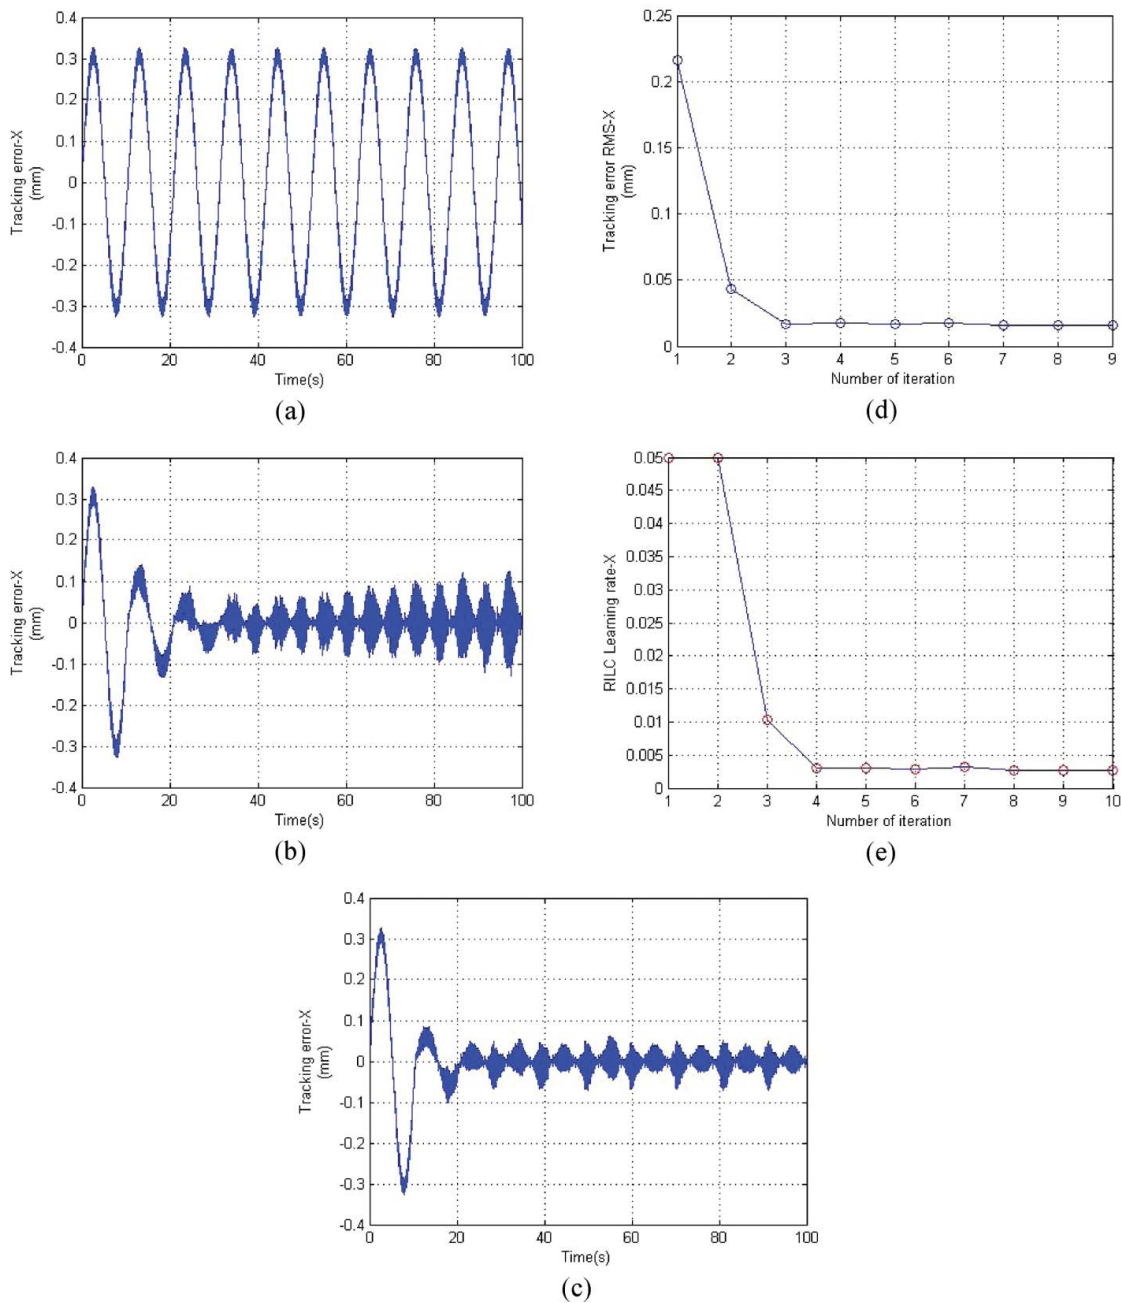 0.4
0.3
0.2
0.1
0
-0.1
-0.2
-0.3
-0.4
Tracking error-X
(mm)
0 20 40 60 80 100
Time(s)
(a)
0.25
0.2
0.15
0.1
0.05
0
Tracking error RMS-X
(mm)
1 2 3 4 5 6 7 8 9
Number of iteration
(d)
0.4
0.3
0.2
0.1
0
-0.1
-0.2
-0.3
-0.4
Tracking error-X
(mm)
0 20 40 60 80 100
Time(s)
(b)
0.05
0.045
0.04
0.035
0.03
0.025
0.02
0.015
0.01
0.005
0
RILC Learning rate-X
1 2 3 4 5 6 7 8 9 10
Number of iteration
(e)
0.4
0.3
0.2
0.1
0
-0.1
-0.2
-0.3
-0.4
Tracking error-X
(mm)
0 20 40 60 80 100
Time(s)
(c)